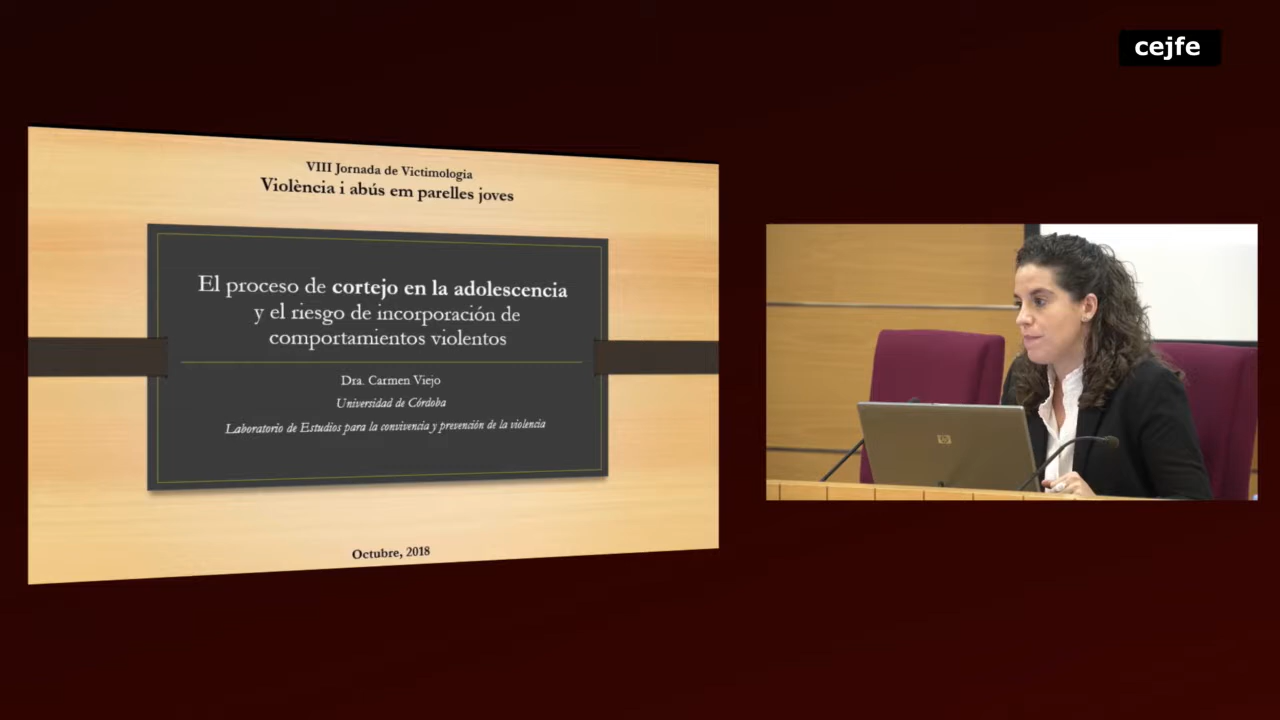 cejfe
VIII Jornada de Victimologia
Violència i abús em parelles joves
El proceso de cortejo en la adolescencia
y el riesgo de incorporación de
comportamientos violentos
Dra. Carmen Viejo
Universidad de Córdoba
Laboratorio de Estudios para la convivencia y prevención de la violencia
Octubre, 2018
hp